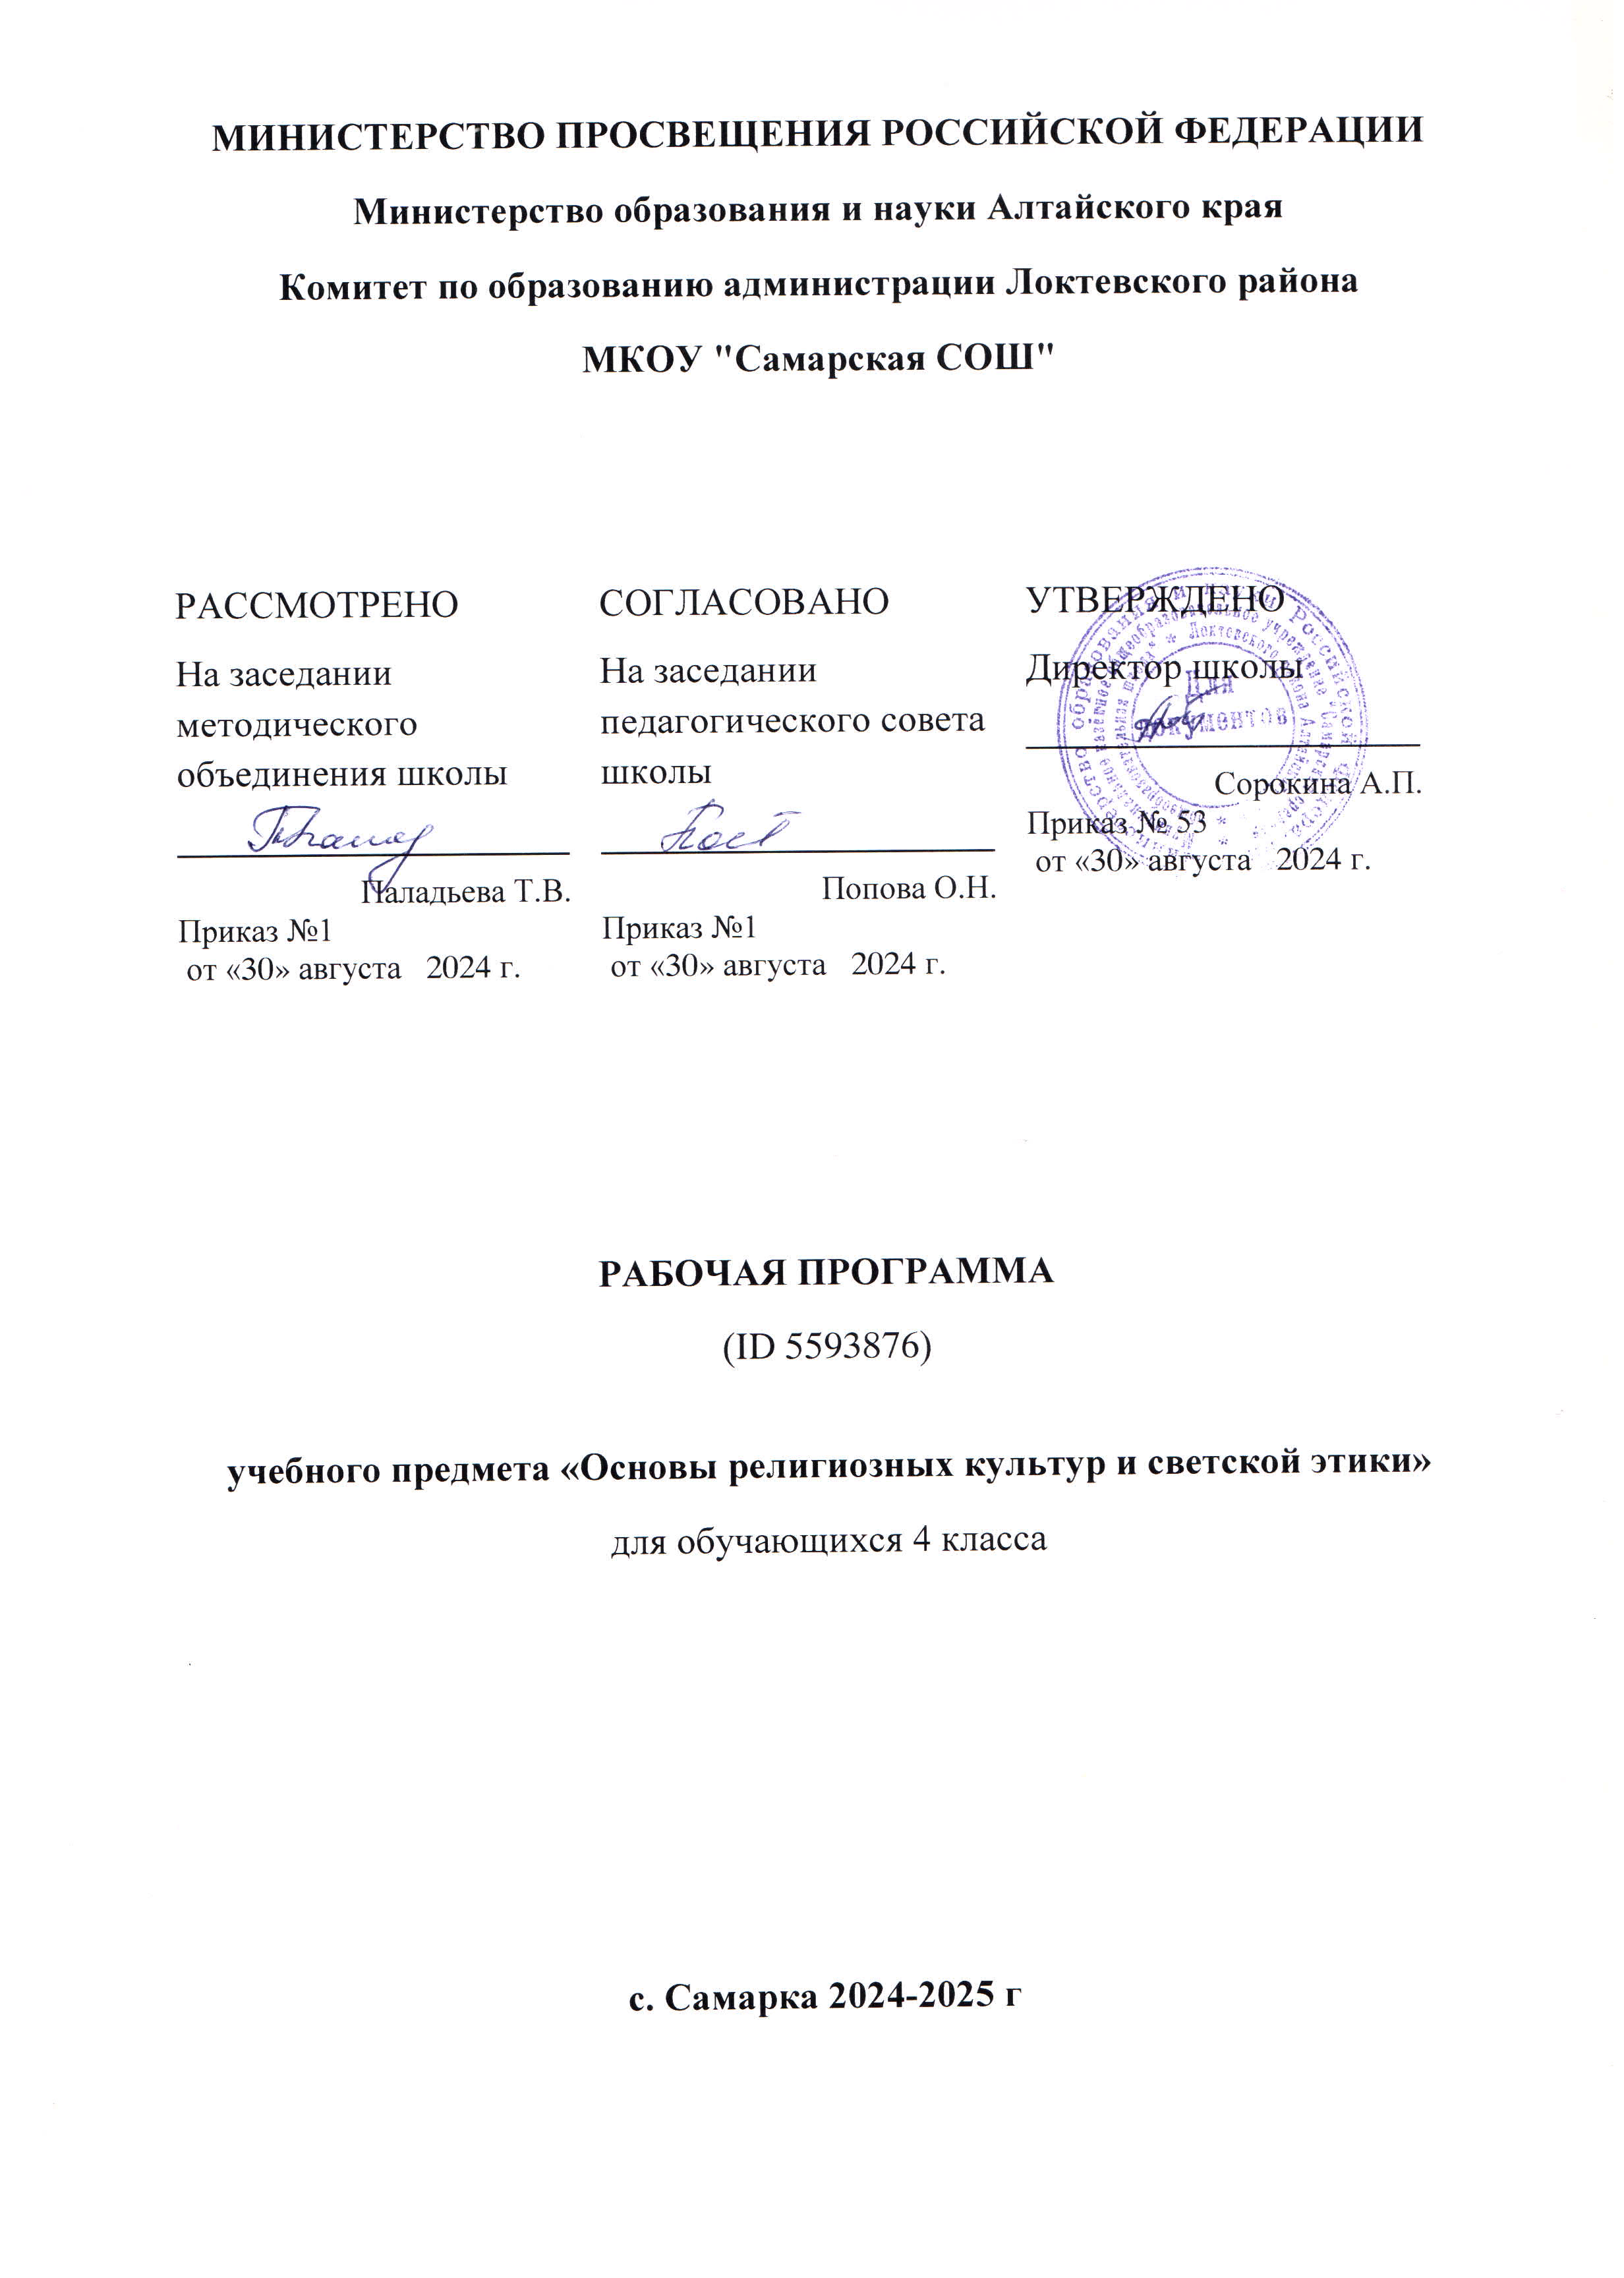 МИНИСТЕРСТВО ПРОСВЕЩЕНИЯ РОССИЙСКОЙ ФЕДЕРАЦИИ
Министерство образования и науки Алтайского края
Комитет по образованию администрации Локтевского района
МКОУ "Самарская СОШ"
РАССМОТРЕНО
На заседании
методического
объединения школы
Паладьева Т.В.
Приказ №1
от «30» августа 2024 г.
СОГЛАСОВАНО
На заседании
педагогического совета
школы
Попова О.Н.
Приказ №1
от «30» августа 2024 г.
УТВЕРЖДЕНО
Директор школы
Для
документов
Сорокина А.П.
Приказ № 53
от «30» августа 2024 г.
РАБОЧАЯ ПРОГРАММА
(ID 5593876)
учебного предмета «Основы религиозных культур и светской этики»
для обучающихся 4 класса
с. Самарка 2024-2025 г